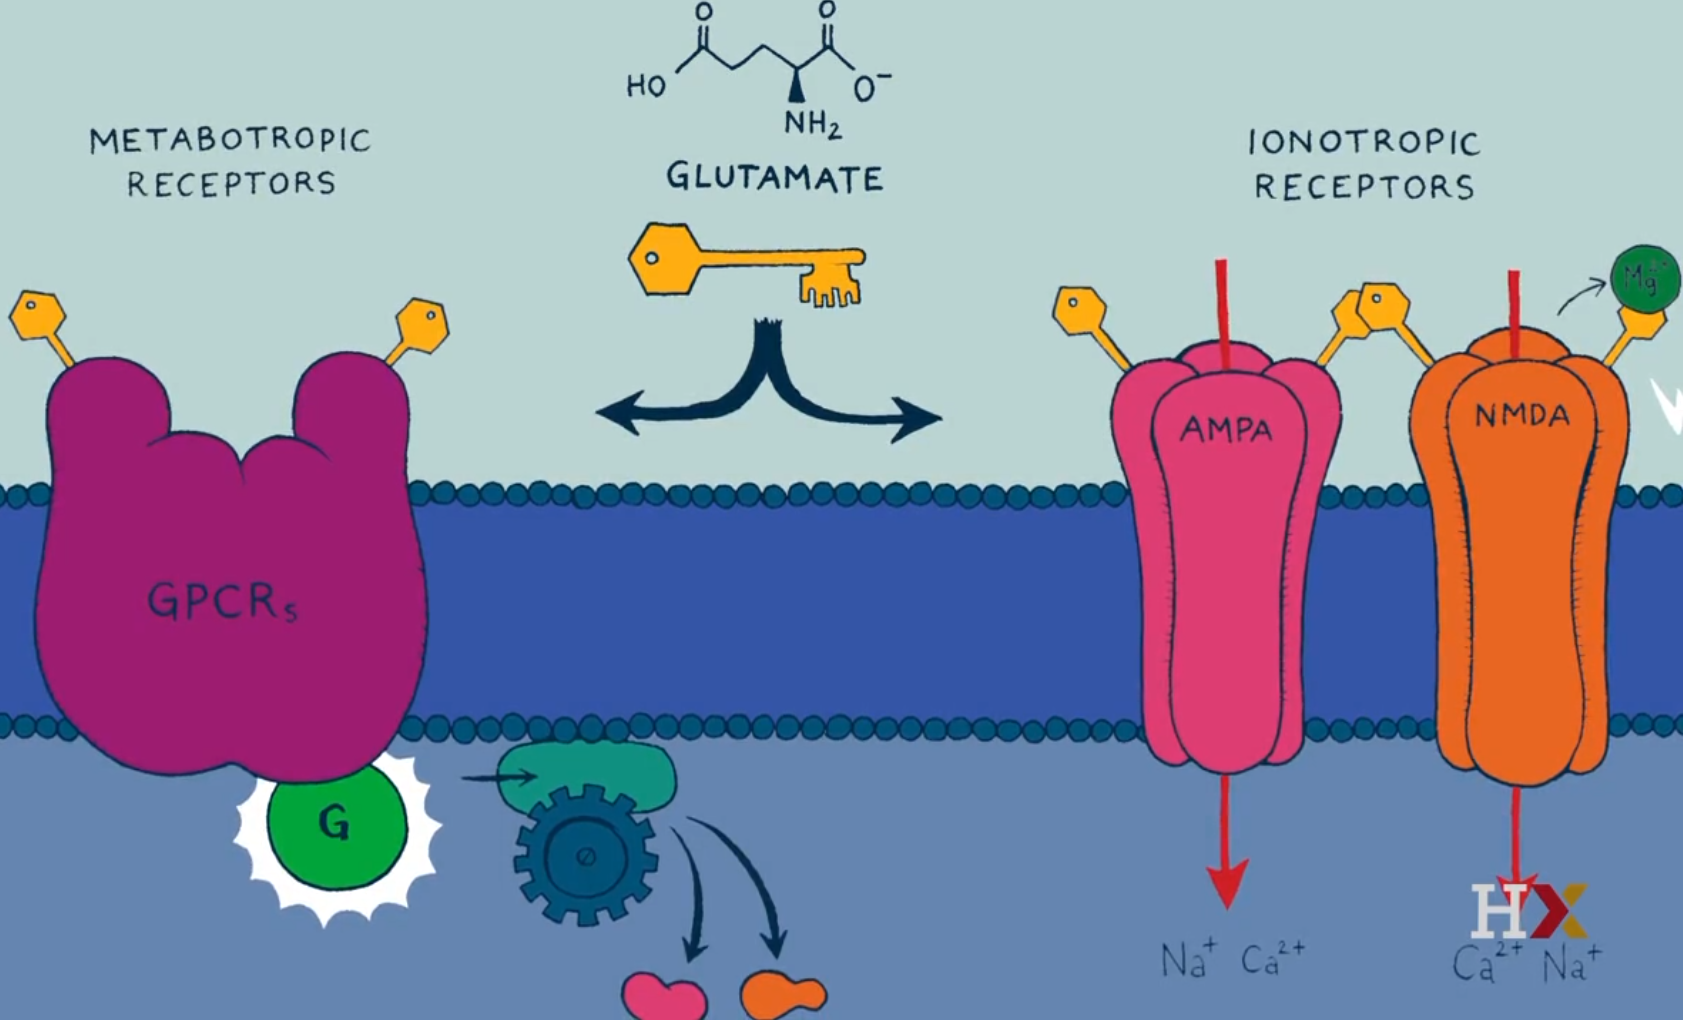 O
O
HO
O⁻
NH₂
GLUTAMATE
METABOTROPIC
RECEPTORS
IONOTROPIC
RECEPTORS
Mg²⁺
AMPA
NMDA
GPCRs
G
HX
Na⁺ Ca²⁺
Ca²⁺ Na⁺